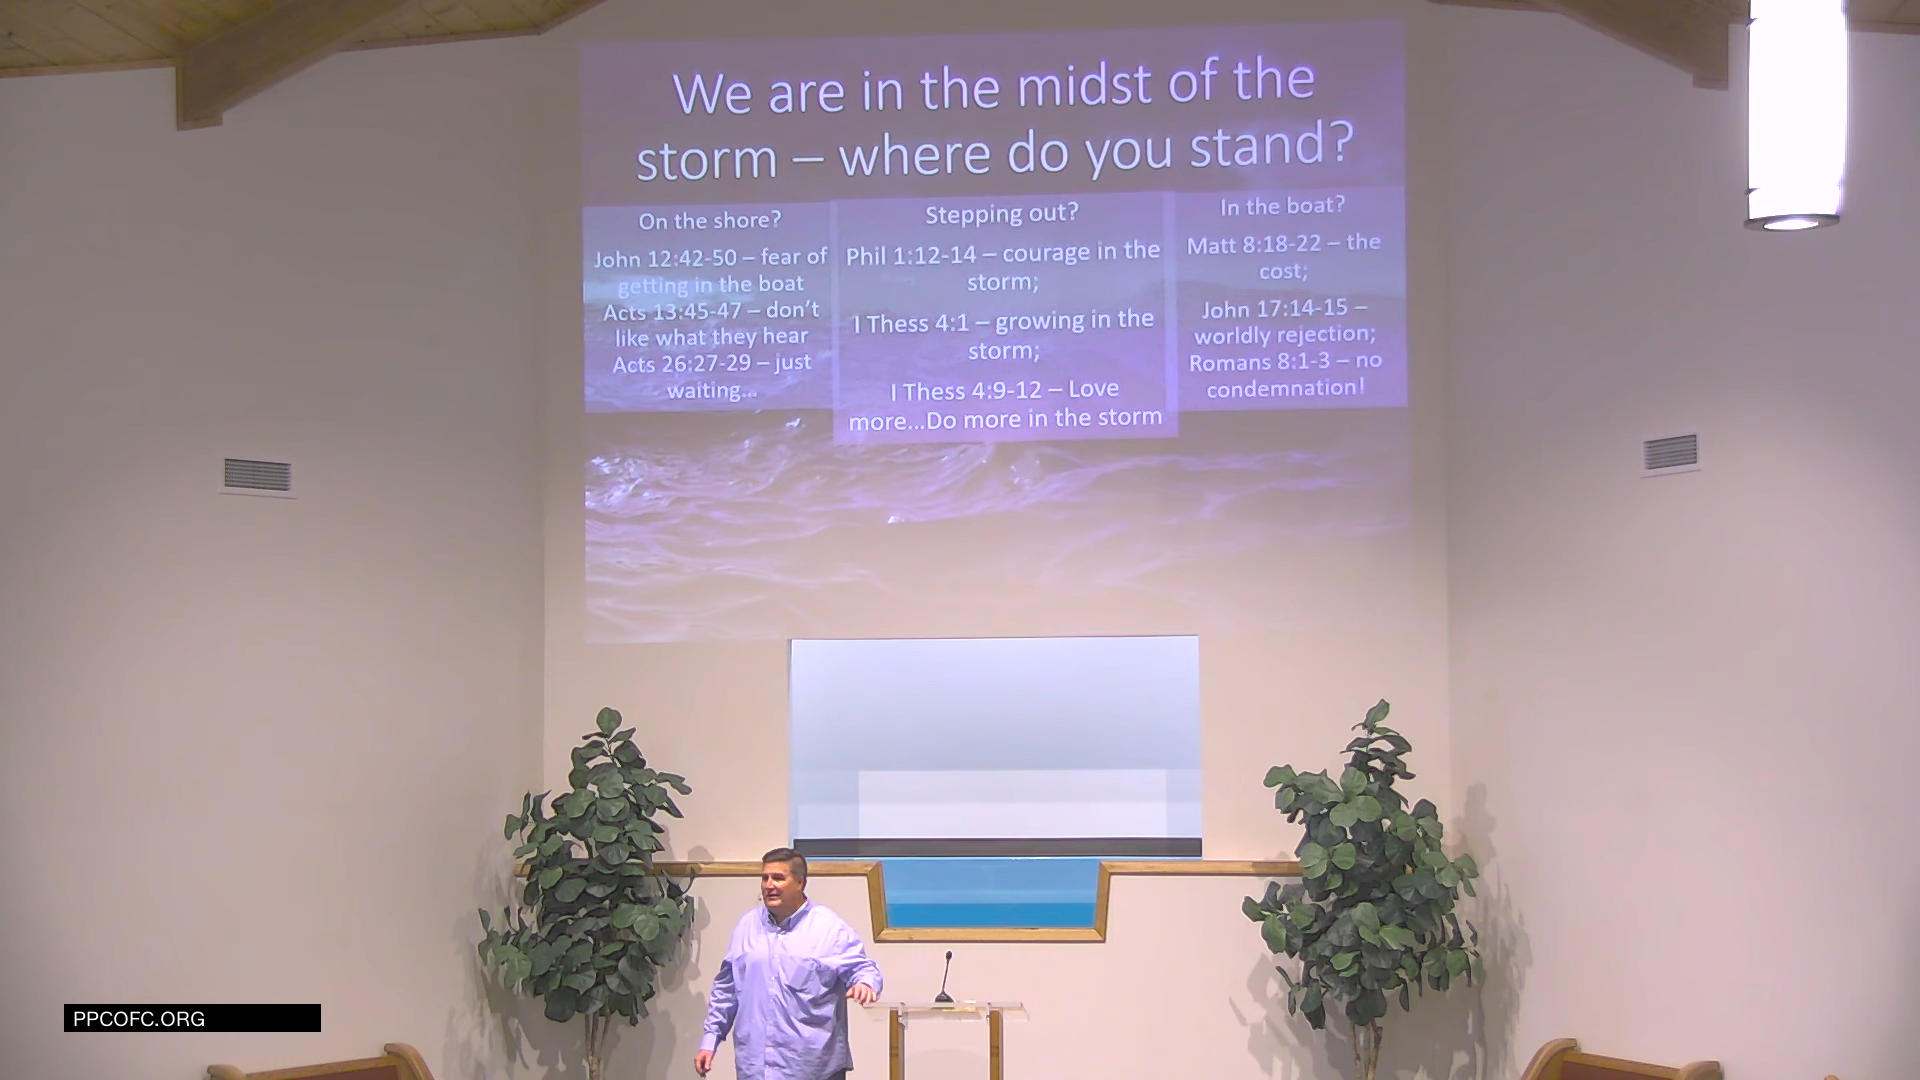 We are in the midst of the
storm – where do you stand?
On the shore?
John 12:42-50 – fear of
getting in the boat
Acts 13:45-47 – don't
like what they hear
Acts 26:27-29 – just
waiting...
Stepping out?
Phil 1:12-14 – courage in the
storm;
I Thess 4:1 – growing in the
storm;
I Thess 4:9-12 – Love
more...Do more in the storm
In the boat?
Matt 8:18-22 – the
cost;
John 17:14-15 –
worldly rejection;
Romans 8:1-3 – no
condemnation!
PPCOFC.ORG